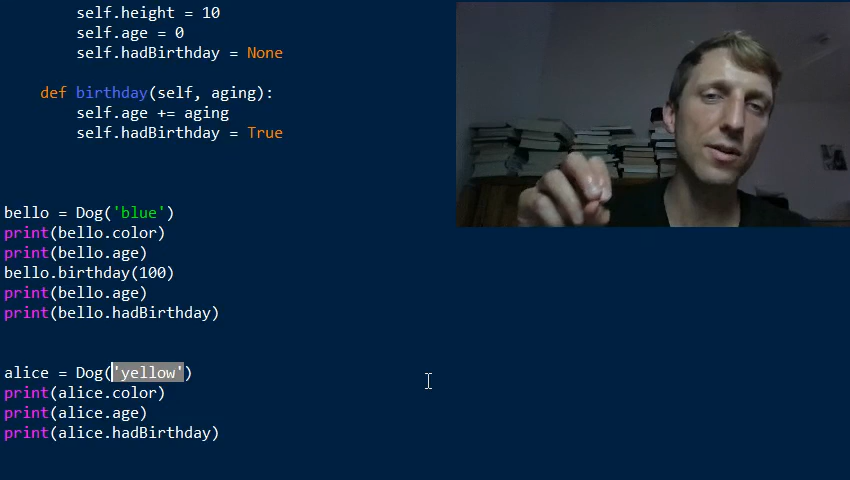 self.height = 10
self.age = 0
self.hadBirthday = None
def birthday(self, aging):
self.age += aging
self.hadBirthday = True
bello = Dog('blue')
print(bello.color)
print(bello.age)
bello.birthday(100)
print(bello.age)
print(bello.hadBirthday)
alice = Dog('yellow')
print(alice.color)
print(alice.age)
print(alice.hadBirthday)